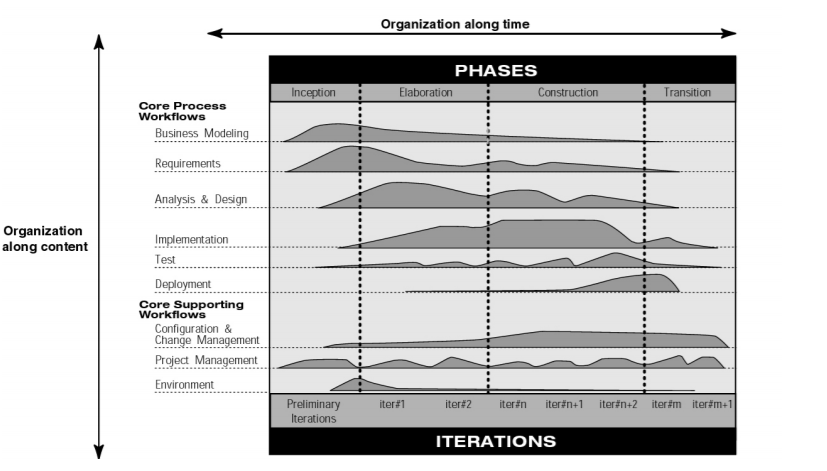 Organization along time
PHASES
Inception Elaboration Construction Transition
Core Process
Workflows
Business Modeling
Requirements
Analysis & Design
Organization
along content
Implementation
Test
Deployment
Core Supporting
Workflows
Configuration &
Change Management
Project Management
Environment
Preliminary
Iterations
iter#1 iter#2 iter#n iter#n+1 iter#n+2 iter#m iter#m+1
ITERATIONS